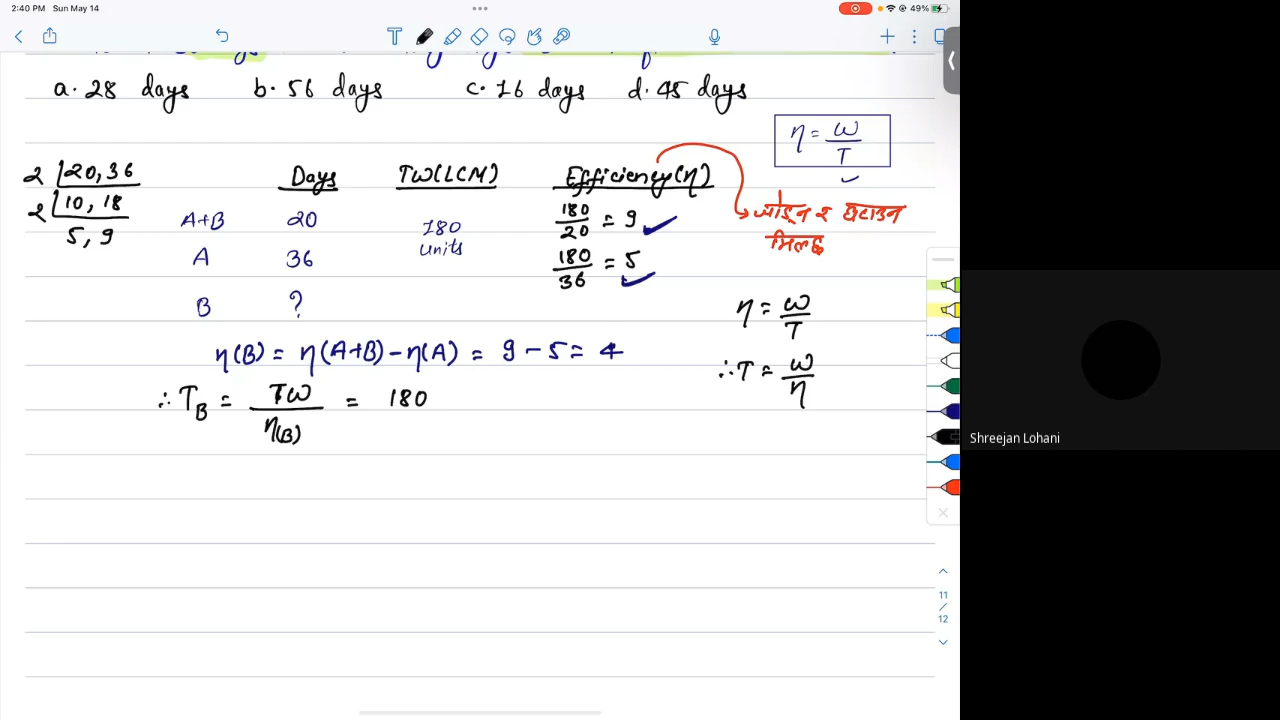 2:40 PM Sun May 14
49%
a. 28 days b. 56 days c. 16 days d. 45 days
η = ω/T
2 | 20, 36
2 | 10, 18
5, 9
Days TW(LCM) Efficiency(η)
A+B 20 180 units 180/20 = 9
A 36 180/36 = 5
B ?
जोड्न र घटाउन
मिल्छ
η = ω/T
η(B) = η(A+B) - η(A) = 9 - 5 = 4
∴ T = ω/η
∴ T_B = TW/η(B) = 180
Shreejan Lohani
11
/
12